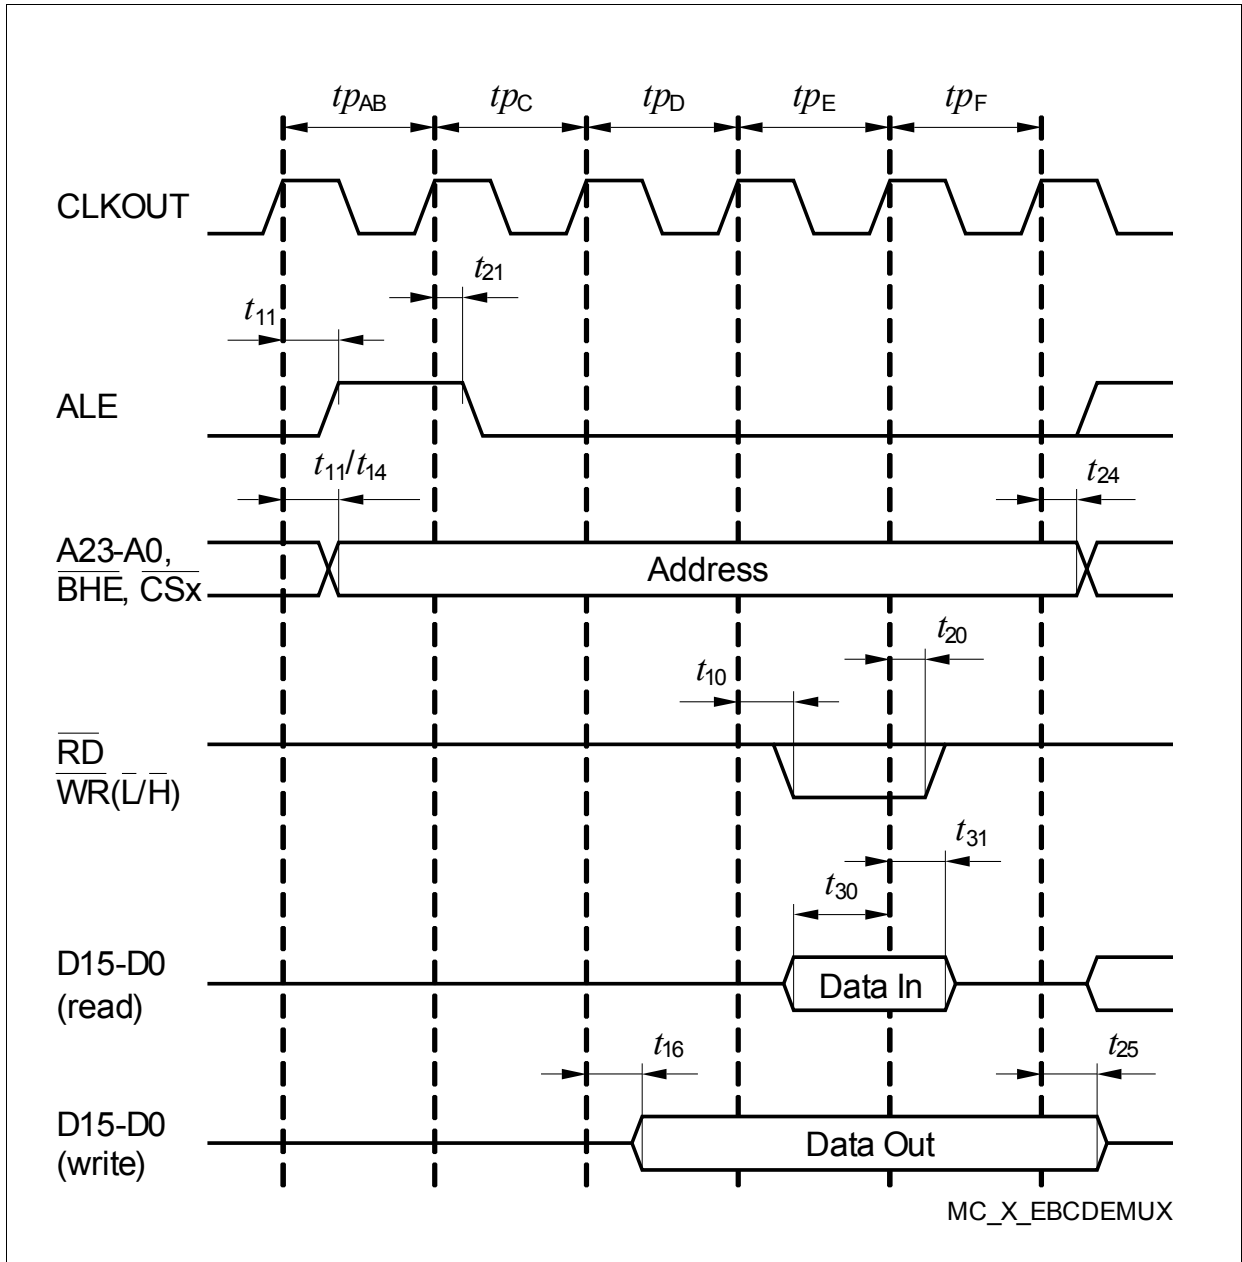 tpAB tpC tpD tpE tpF
CLKOUT
t21
t11
ALE
t11/t14 t24
A23-A0,
BHE, CSx
Address
t20
t10
RD
WR(L/H)
t31
t30
D15-D0
(read)
Data In
t16 t25
D15-D0
(write)
Data Out
MC_X_EBCDEMUX